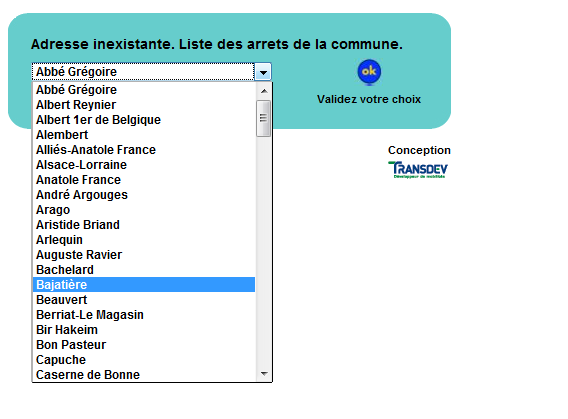 Adresse inexistante. Liste des arrets de la commune.
Abbé Grégoire
ok
Validez votre choix
Abbé Grégoire
Albert Reynier
Albert 1er de Belgique
Alembert
Alliés-Anatole France
Alsace-Lorraine
Anatole France
André Argouges
Arago
Aristide Briand
Arlequin
Auguste Ravier
Bachelard
Bajatière
Beauvert
Berriat-Le Magasin
Bir Hakeim
Bon Pasteur
Capuche
Caserne de Bonne
Conception
TRANSDEV
Développeur de mobilités